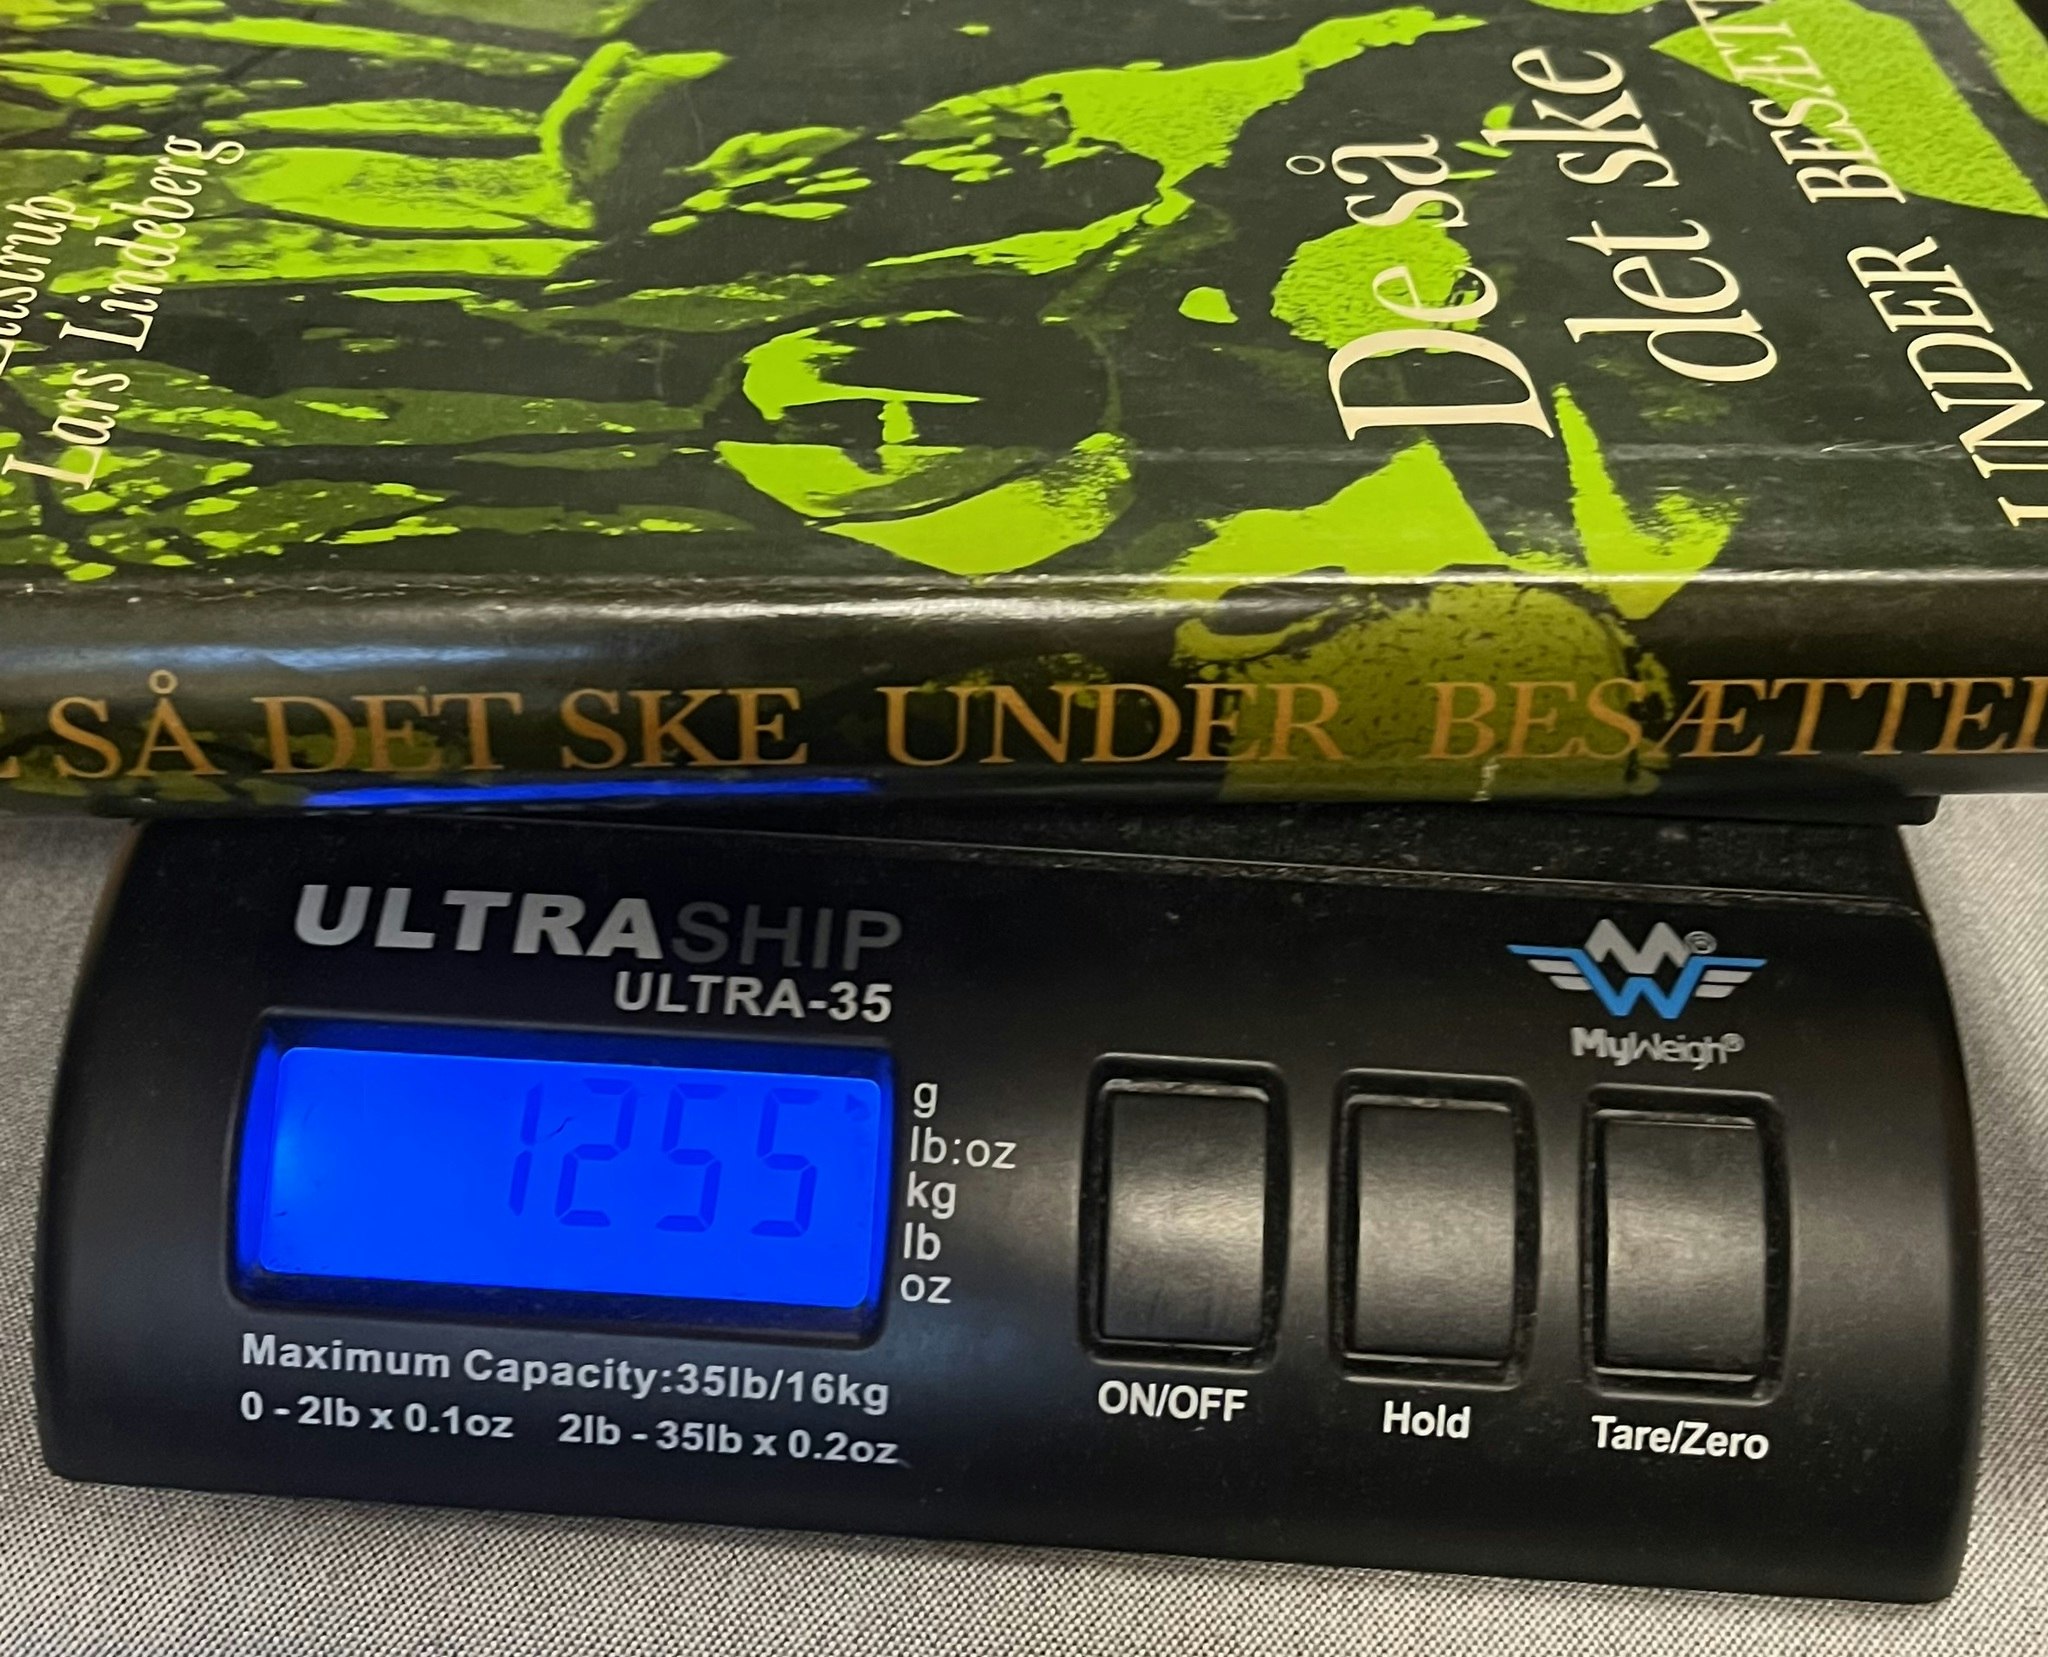 Lars Lindeberg
De så
det ske
UNDER
SÅ DET SKE UNDER
ULTRASHIP
ULTRA-35
MW®
MyWeigh®
1255
g
lb:oz
kg
lb
oz
Maximum Capacity:35lb/16kg
0 - 2lb x 0.1oz 2lb - 35lb x 0.2oz
ON/OFF
Hold
Tare/Zero